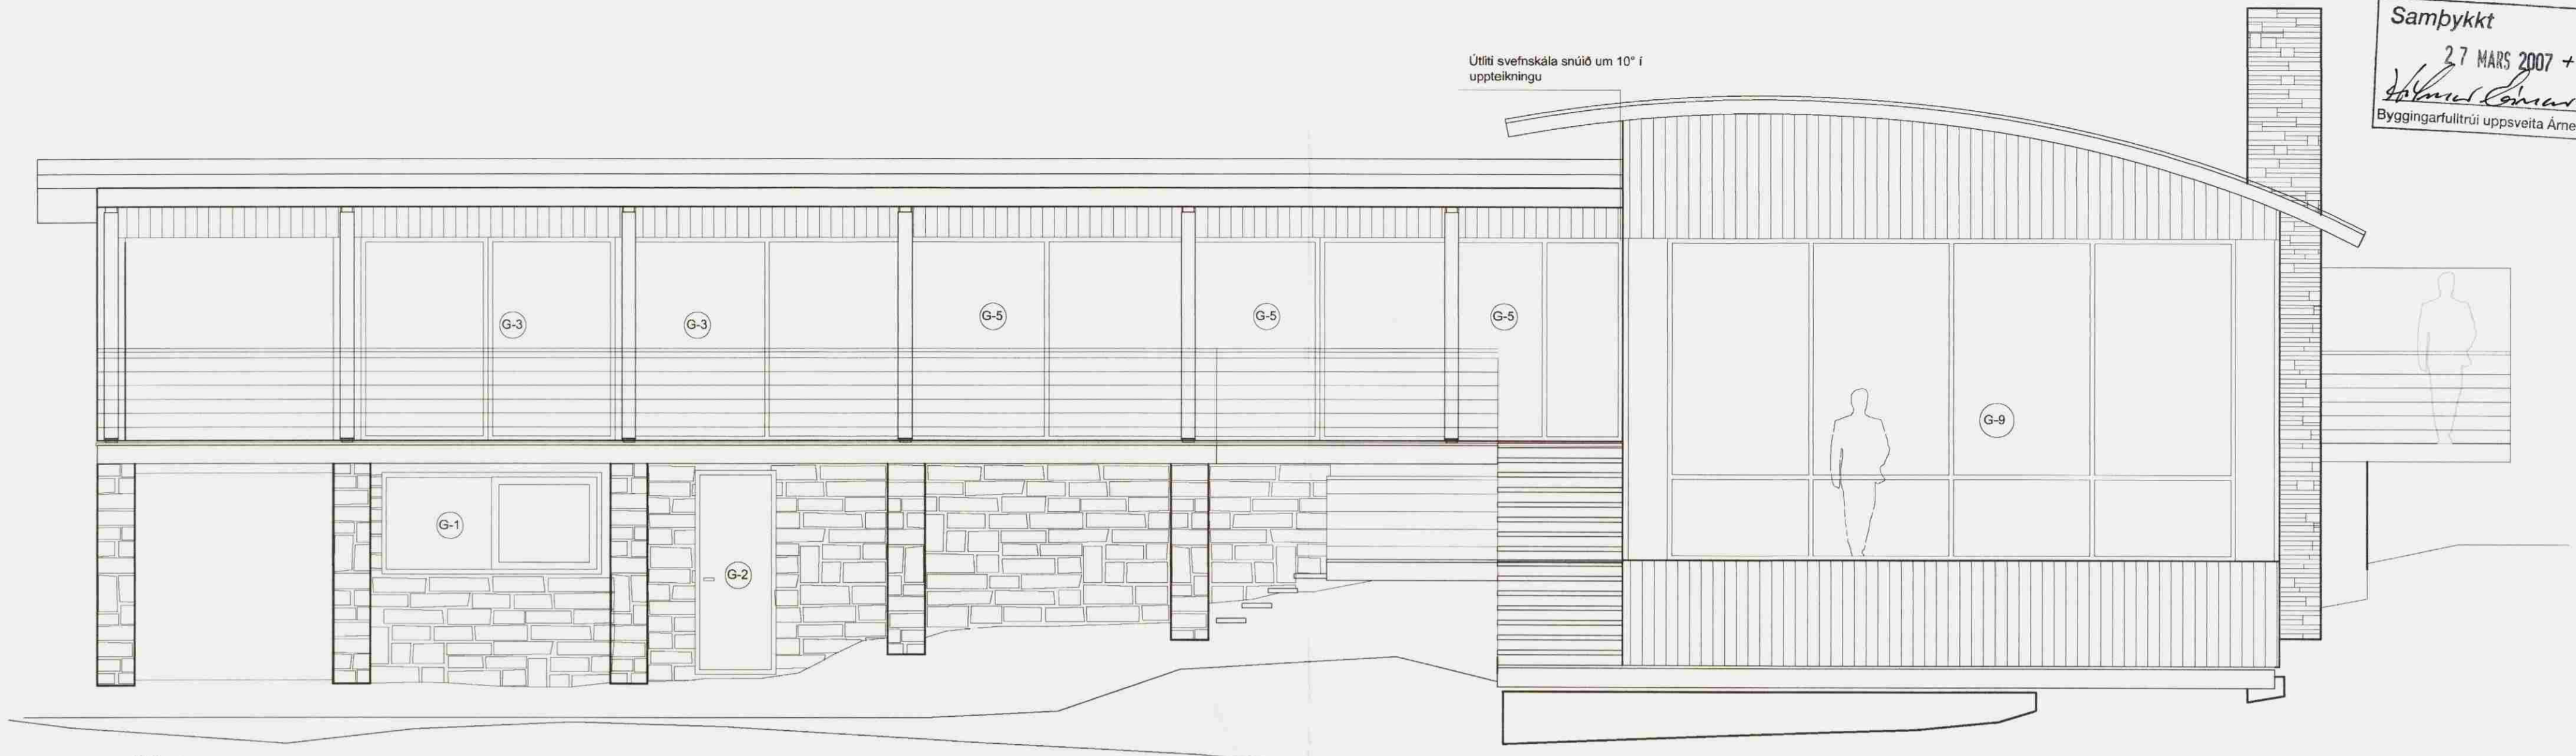 Útliti svefnskála snúið um 10° í
uppteikningu
Samþykkt
27 MARS 2007 +
Byggingarfulltrúi uppsveita Árne
G-3
G-3
G-5
G-5
G-5
G-9
G-1
G-2